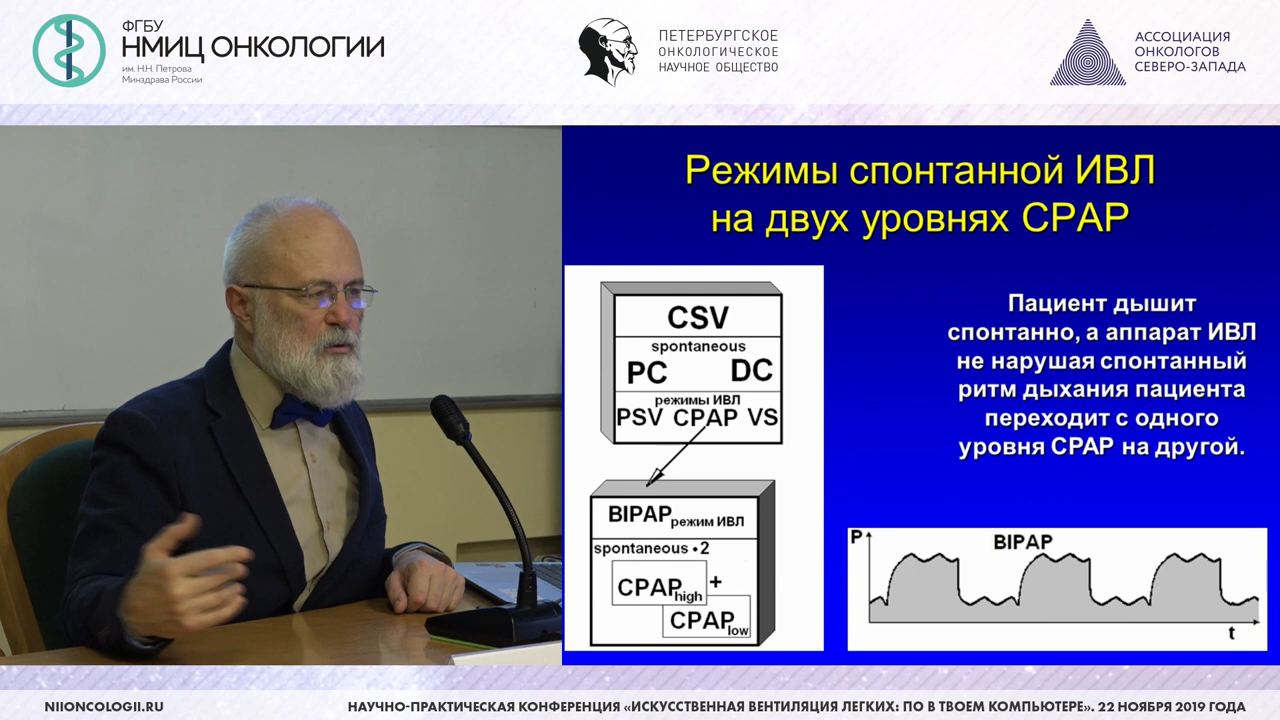 ФГБУ
НМИЦ ОНКОЛОГИИ
им. Н.Н. Петрова
Минздрава России
ПЕТЕРБУРГСКОЕ
ОНКОЛОГИЧЕСКОЕ
НАУЧНОЕ ОБЩЕСТВО
АССОЦИАЦИЯ
ОНКОЛОГОВ
СЕВЕРО-ЗАПАДА
Режимы спонтанной ИВЛ
на двух уровнях CPAP
CSV
spontaneous
PC DC
режимы ИВЛ
PSV CPAP VS
BIPAP режим ИВЛ
spontaneous • 2
CPAP high +
CPAP low
Пациент дышит
спонтанно, а аппарат ИВЛ
не нарушая спонтанный
ритм дыхания пациента
переходит с одного
уровня CPAP на другой.
P BIPAP
t
NIIONCOLOGII.RU
НАУЧНО-ПРАКТИЧЕСКАЯ КОНФЕРЕНЦИЯ «ИСКУССТВЕННАЯ ВЕНТИЛЯЦИЯ ЛЕГКИХ: ПО В ТВОЕМ КОМПЬЮТЕРЕ». 22 НОЯБРЯ 2019 ГОДА